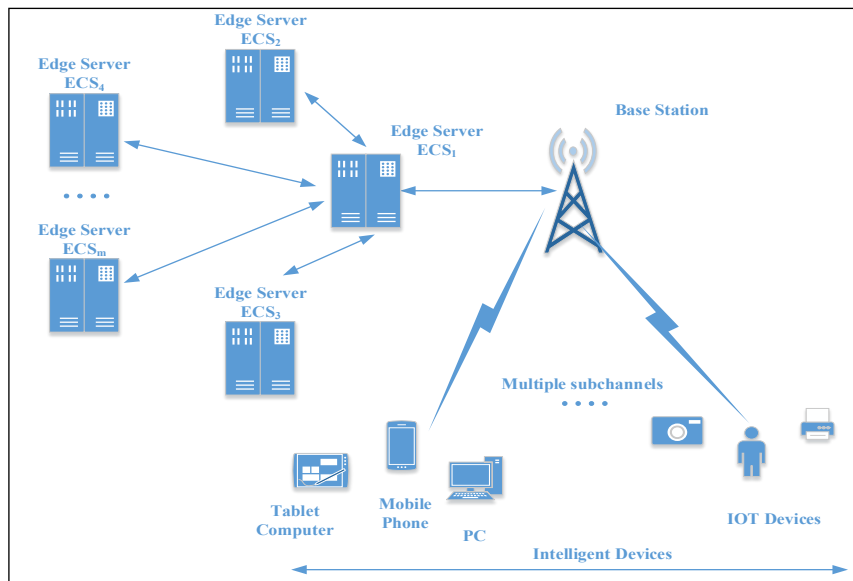 Edge Server
ECS₂
Edge Server
ECS₄
Edge Server
ECS₁
Base Station
Edge Server
ECSₘ
Edge Server
ECS₃
Multiple subchannels
Tablet
Computer
Mobile
Phone
PC
IOT Devices
Intelligent Devices